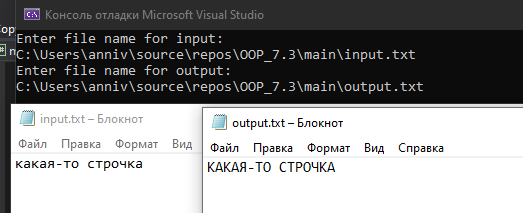 Консоль отладки Microsoft Visual Studio
Enter file name for input:
C:\Users\anniv\source\repos\OOP_7.3\main\input.txt
Enter file name for output:
C:\Users\anniv\source\repos\OOP_7.3\main\output.txt
input.txt – Блокнот
Файл Правка Формат Вид
какая-то строчка
output.txt – Блокнот
Файл Правка Формат Вид Справка
КАКАЯ-ТО СТРОЧКА